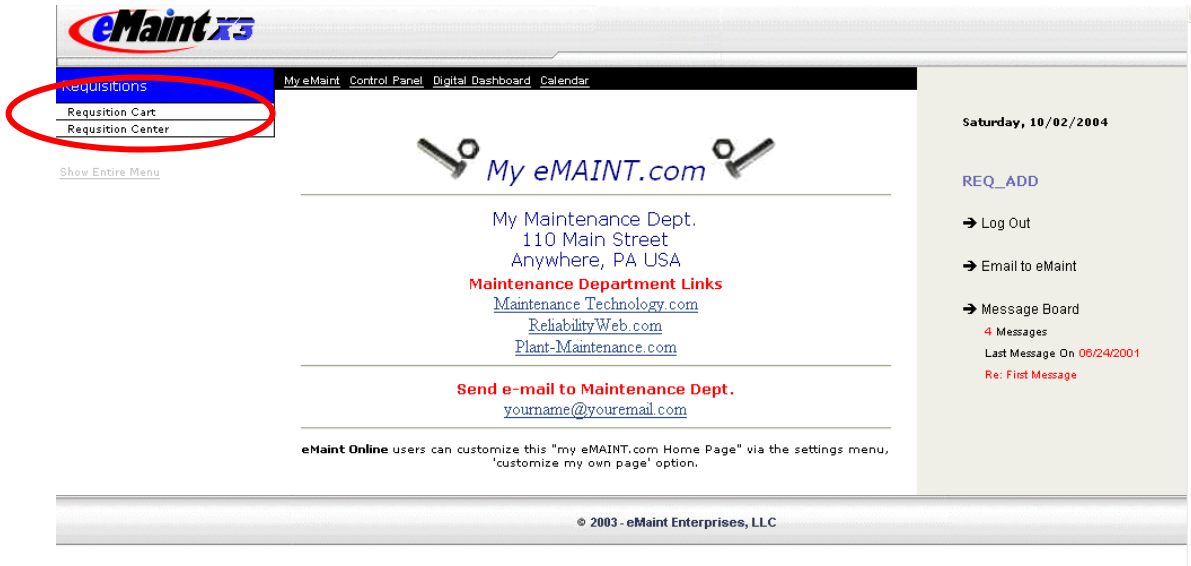 eMaint X3
Requisitions
Requsition Cart
Requsition Center
Show Entire Menu
My eMaint Control Panel Digital Dashboard Calendar
My eMAINT.com
My Maintenance Dept.
110 Main Street
Anywhere, PA USA
Maintenance Department Links
Maintenance Technology.com
ReliabilityWeb.com
Plant-Maintenance.com
Send e-mail to Maintenance Dept.
yourname@youremail.com
eMaint Online users can customize this "my eMAINT.com Home Page" via the settings menu,
'customize my own page' option.
Saturday, 10/02/2004
REQ_ADD
Log Out
Email to eMaint
Message Board
4 Messages
Last Message On 06/24/2001
Re: First Message
© 2003 - eMaint Enterprises, LLC